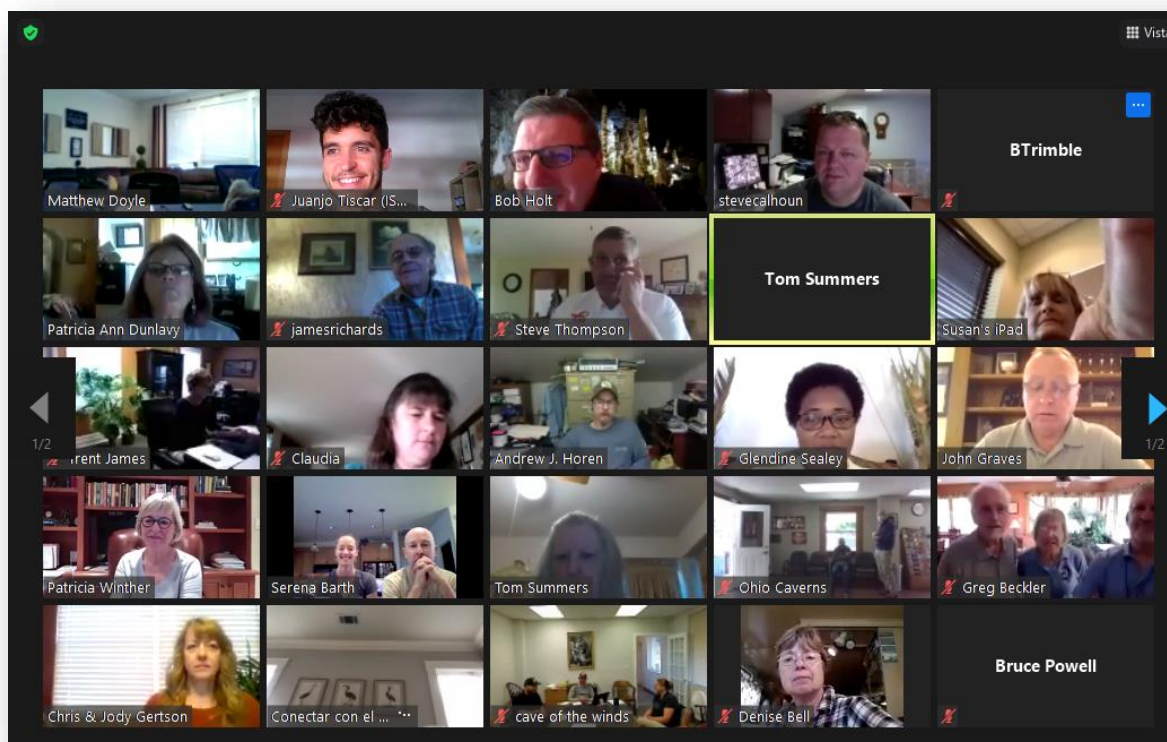 Vista
Matthew Doyle
Juanjo Tiscar (IS...
Bob Holt
stevecalhoun
BTrimble
Patricia Ann Dunlavy
jamesrichards
Steve Thompson
Tom Summers
Susan's iPad
1/2
Trent James
Claudia
Andrew J. Horen
Glendine Sealey
John Graves
1/2
Patricia Winther
Serena Barth
Tom Summers
Ohio Caverns
Greg Beckler
Chris & Jody Gertson
Conectar con el ...
cave of the winds
Denise Bell
Bruce Powell